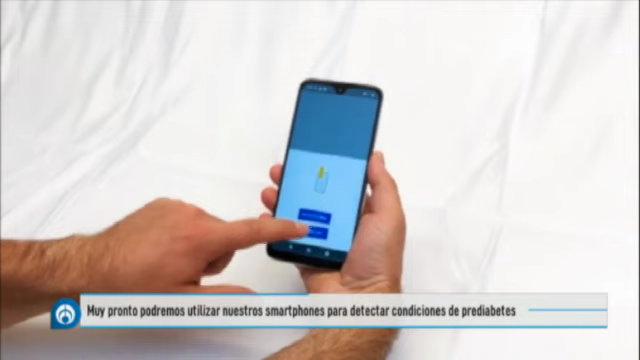 Muy pronto podremos utilizar nuestros smartphones para detectar condiciones de prediabetes